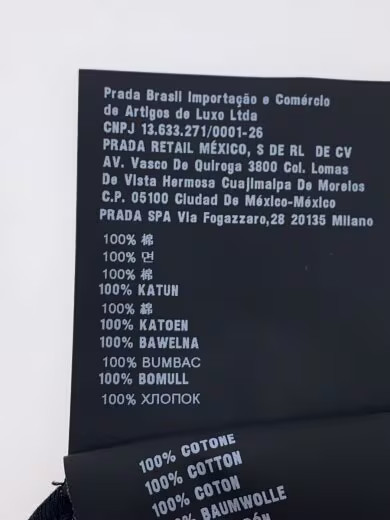 Prada Brasil Importação e Comércio
de Artigos de Luxo Ltda
CNPJ 13.633.271/0001-26
PRADA RETAIL MÉXICO, S DE RL DE CV
AV. Vasco De Quiroga 3800 Col. Lomas
De Vista Hermosa Cuajimalpa De Morelos
C.P. 05100 Ciudad De México-México
PRADA SPA Via Fogazzaro,28 20135 Milano
100% 棉
100% 면
100% 棉
100% KATUN
100% 綿
100% KATOEN
100% BAWELNA
100% BUMBAC
100% BOMULL
100% ХЛОПОК
100% COTONE
100% COTTON
100% COTON
% BAUMWOLLE